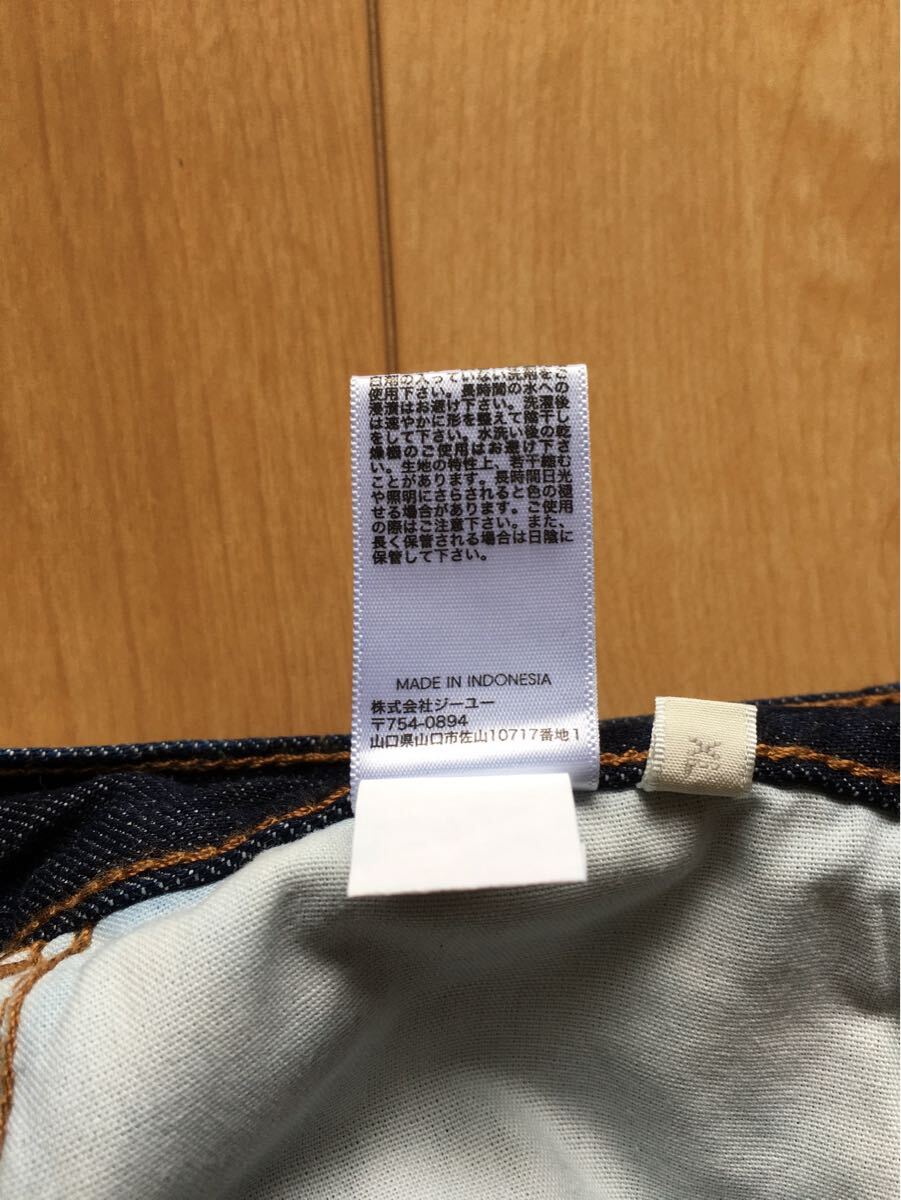 白剤の入っていない洗剤をご
使用下さい。長時間の水への
浸漬はお避け下さい。洗濯後
は速やかに形を整えて陰干し
をして下さい。水洗い後の乾
燥機のご使用はお避け下さ
い。生地の特性上、若干縮む
ことがあります。長時間日光
や照明にさらされると色の褪
せる場合があります。ご使用
の際はご注意下さい。また、
長く保管される場合は日陰に
保管して下さい。
MADE IN INDONESIA
株式会社ジーユー
〒754-0894
山口県山口市佐山10717番地1